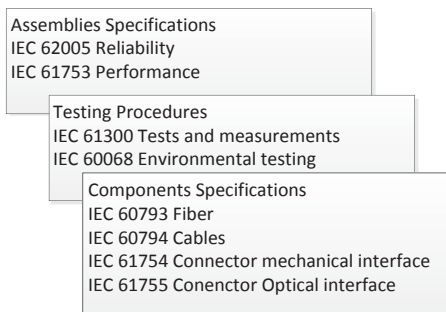 Assemblies Specifications
IEC 62005 Reliability
IEC 61753 Performance
Testing Procedures
IEC 61300 Tests and measurements
IEC 60068 Environmental testing
Components Specifications
IEC 60793 Fiber
IEC 60794 Cables
IEC 61754 Connector mechanical interface
IEC 61755 Conenctor Optical interface